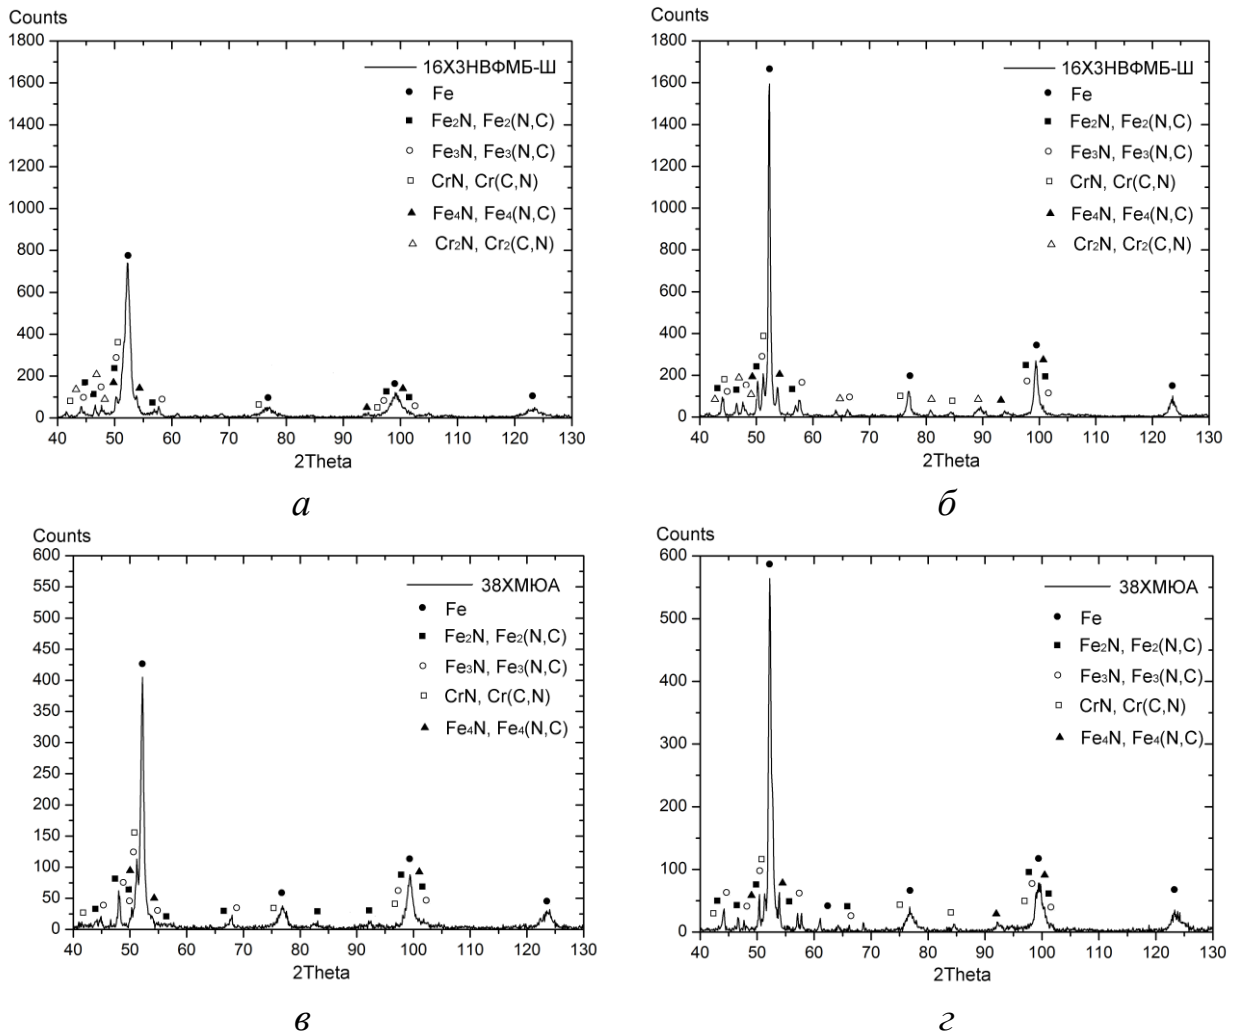 Counts
1800
1600
1400
1200
1000
800
600
400
200
0
16Х3НВФМБ-Ш
Fe
Fe2N, Fe2(N,C)
Fe3N, Fe3(N,C)
CrN, Cr(C,N)
Fe4N, Fe4(N,C)
Cr2N, Cr2(C,N)
40 50 60 70 80 90 100 110 120 130
2Theta
а
Counts
1800
1600
1400
1200
1000
800
600
400
200
0
16Х3НВФМБ-Ш
Fe
Fe2N, Fe2(N,C)
Fe3N, Fe3(N,C)
CrN, Cr(C,N)
Fe4N, Fe4(N,C)
Cr2N, Cr2(C,N)
40 50 60 70 80 90 100 110 120 130
2Theta
б
Counts
600
550
500
450
400
350
300
250
200
150
100
50
0
38ХМЮА
Fe
Fe2N, Fe2(N,C)
Fe3N, Fe3(N,C)
CrN, Cr(C,N)
Fe4N, Fe4(N,C)
40 50 60 70 80 90 100 110 120 130
2Theta
в
Counts
600
500
400
300
200
100
0
38ХМЮА
Fe
Fe2N, Fe2(N,C)
Fe3N, Fe3(N,C)
CrN, Cr(C,N)
Fe4N, Fe4(N,C)
40 50 60 70 80 90 100 110 120 130
2Theta
г